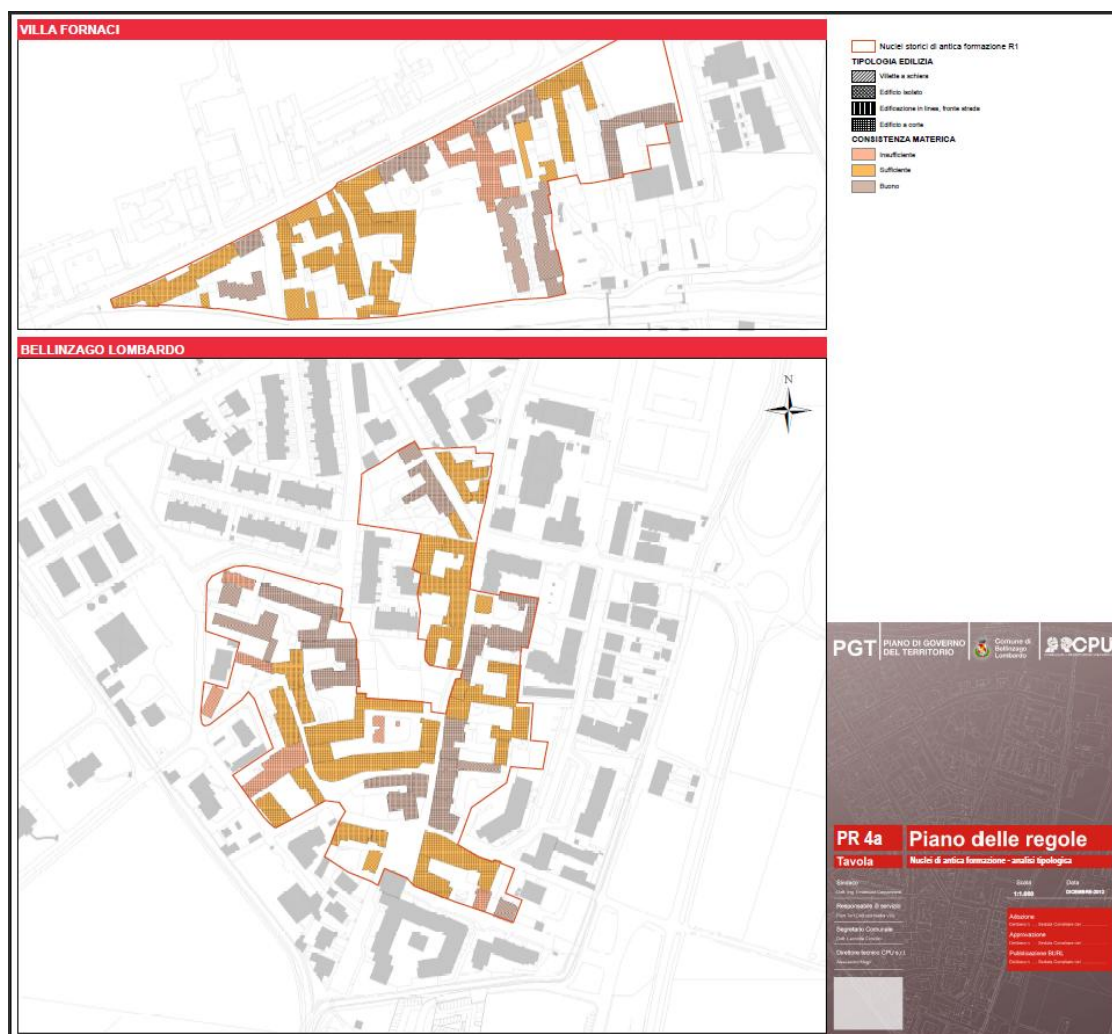 VILLA FORNACI
Nuclei storici di antica formazione R1
TIPOLOGIA EDILIZIA
Villette a schiera
Edificio isolato
Edificazione in linea, fronte strada
Edificio a corte
CONSISTENZA MATERICA
Insufficiente
Sufficiente
Buono
BELLINZAGO LOMBARDO
N
PGT PIANO DI GOVERNO DEL TERRITORIO
Comune di
Bellinzago
Lombardo
CPU
PR 4a Piano delle regole
Tavola Nuclei di antica formazione - analisi tipologica
Sindaco
Scala Data
DICEMBRE 2012
Responsabile di servizio
Adozione
Segretario Comunale
Approvazione
Direttore tecnico CPU s.r.l
Pubblicazione BURL